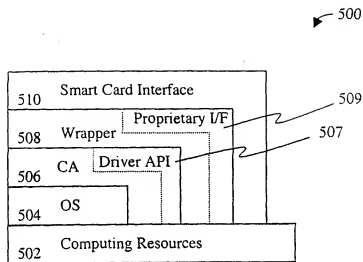 500
Smart Card Interface
510
Proprietary I/F
509
508
Wrapper
507
CA
Driver API
506
OS
504
Computing Resources
502